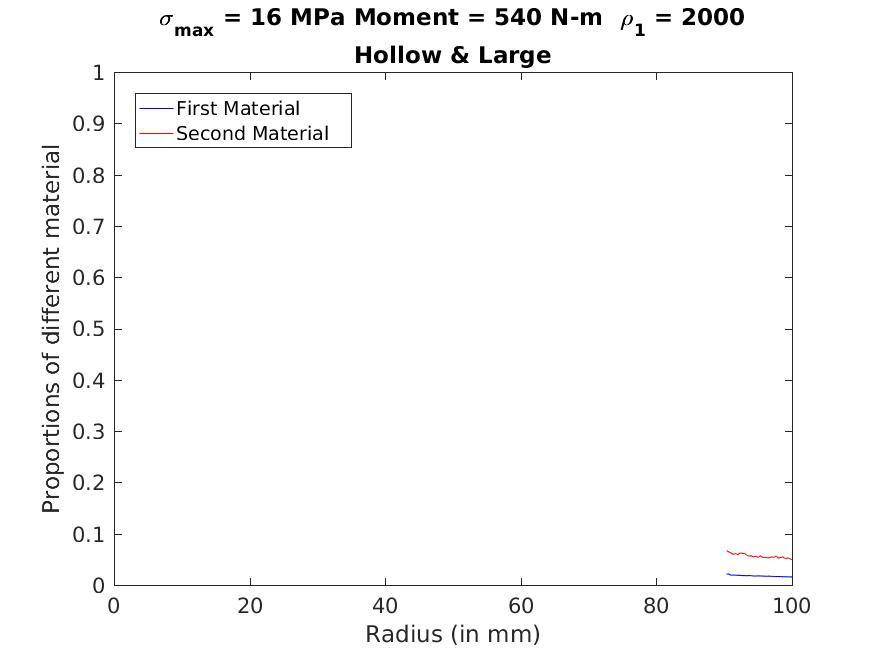 σmax = 16 MPa Moment = 540 N-m ρ1 = 2000
Hollow & Large
1
0.9
0.8
0.7
0.6
0.5
0.4
0.3
0.2
0.1
0
Proportions of different material
First Material
Second Material
0 20 40 60 80 100
Radius (in mm)